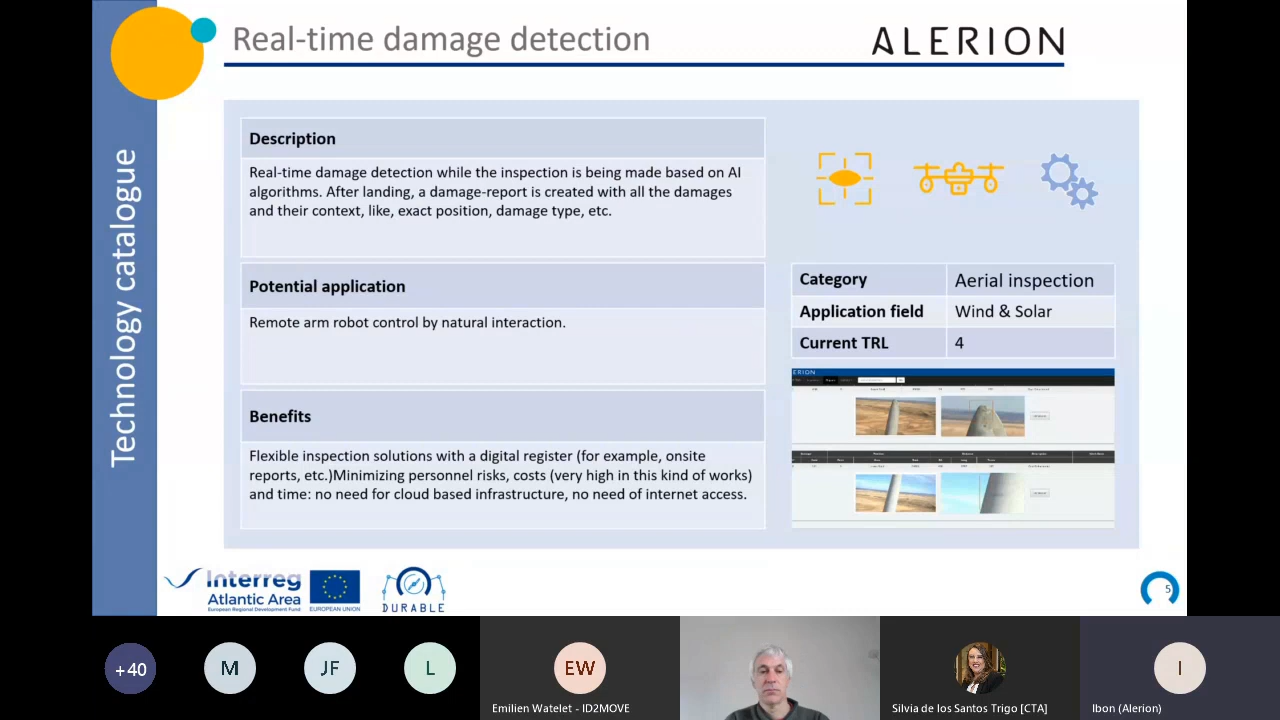 Real-time damage detection
ALERION
Technology catalogue
Description
Real-time damage detection while the inspection is being made based on AI
algorithms. After landing, a damage-report is created with all the damages
and their context, like, exact position, damage type, etc.
Potential application
Remote arm robot control by natural interaction.
Benefits
Flexible inspection solutions with a digital register (for example, onsite
reports, etc.)Minimizing personnel risks, costs (very high in this kind of works)
and time: no need for cloud based infrastructure, no need of internet access.
Category Aerial inspection
Application field Wind & Solar
Current TRL 4
ERION
Interreg
Atlantic Area
European Regional Development Fund
EUROPEAN UNION
DURABLE
5
+40
M
JF
L
EW
Emilien Watelet - ID2MOVE
Silvia de los Santos Trigo [CTA]
I
Ibon (Alerion)